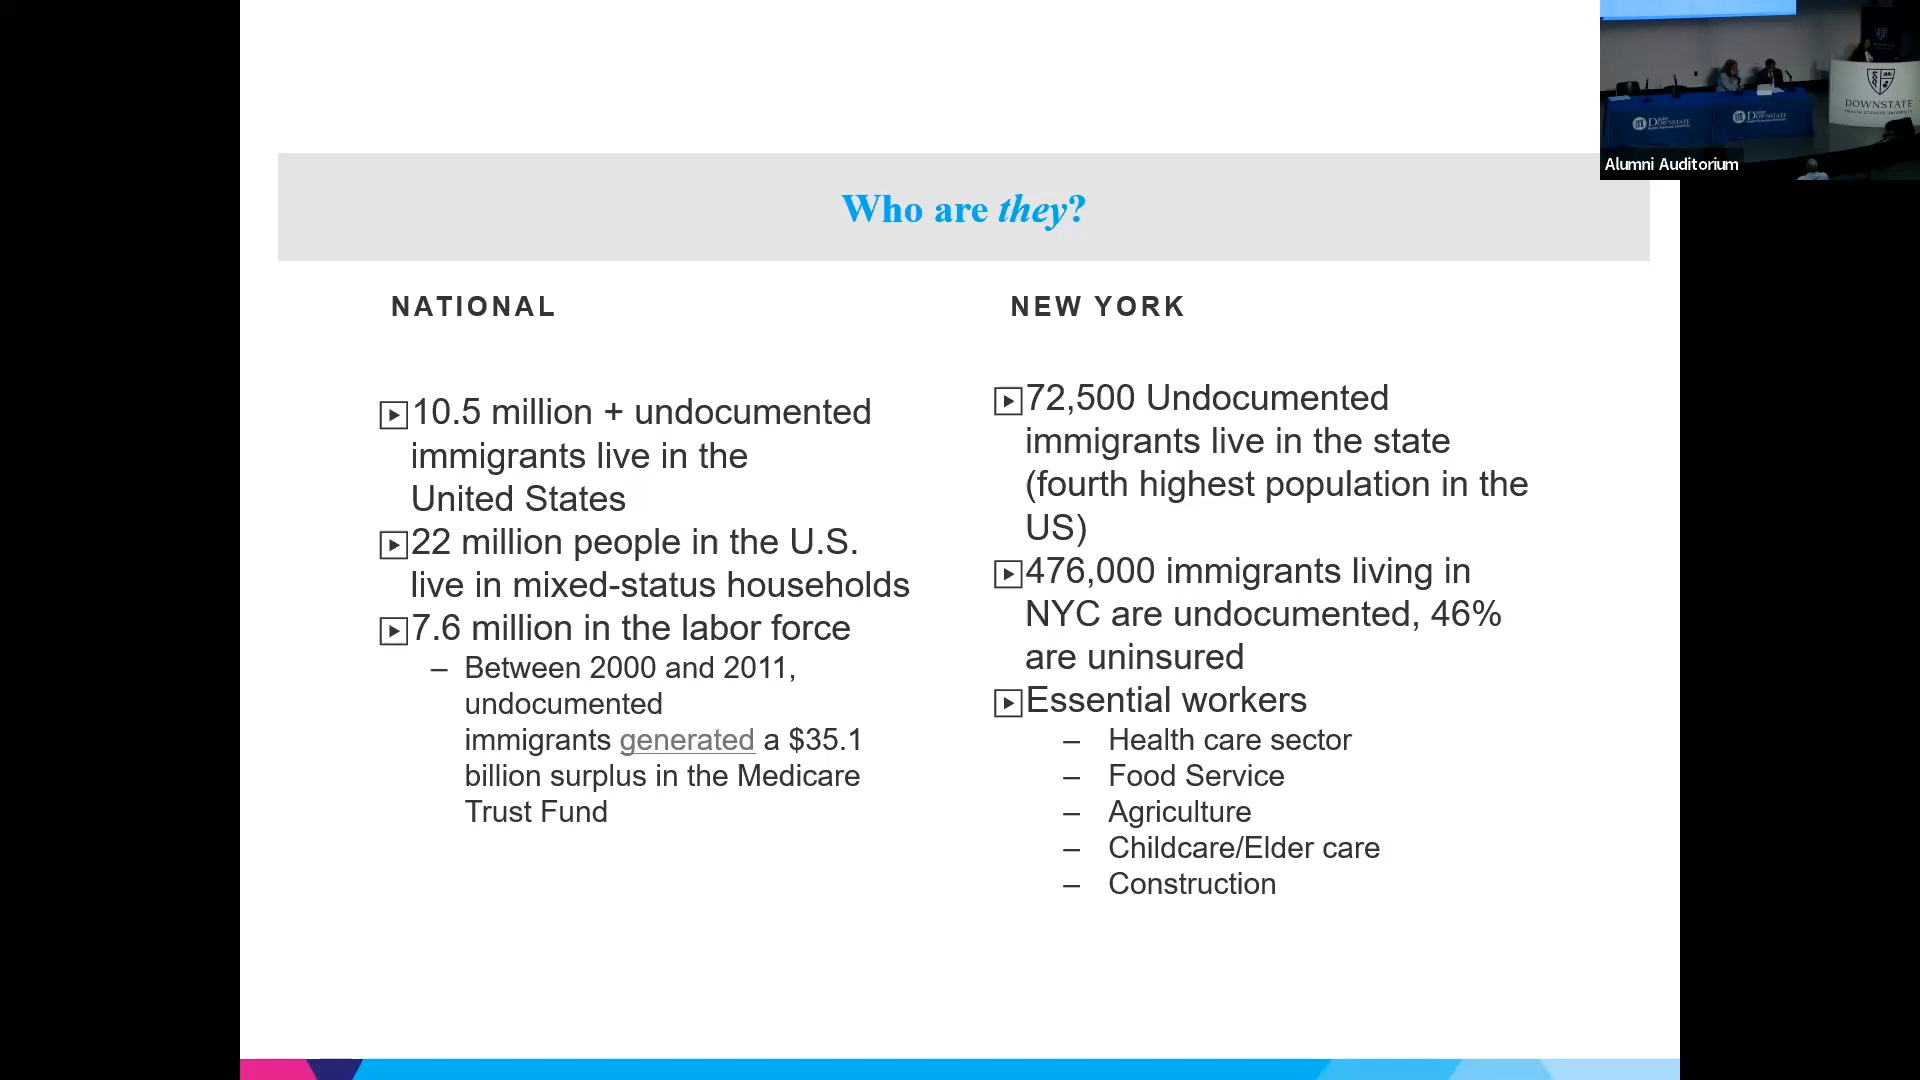 Who are they?
NATIONAL
10.5 million + undocumented
immigrants live in the
United States
22 million people in the U.S.
live in mixed-status households
7.6 million in the labor force
– Between 2000 and 2011,
undocumented
immigrants generated a $35.1
billion surplus in the Medicare
Trust Fund
NEW YORK
72,500 Undocumented
immigrants live in the state
(fourth highest population in the
US)
476,000 immigrants living in
NYC are undocumented, 46%
are uninsured
Essential workers
– Health care sector
– Food Service
– Agriculture
– Childcare/Elder care
– Construction
DOWNSTATE
DOWNSTATE
DOWNSTATE
Alumni Auditorium